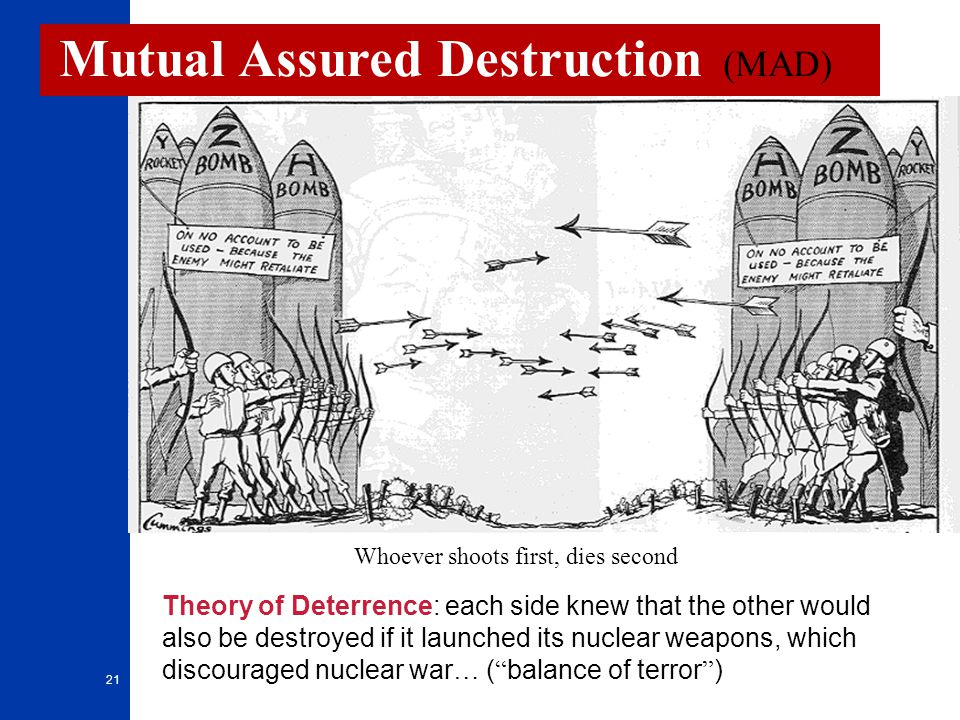 Mutual Assured Destruction (MAD)
Y
ROCKET
Z
BOMB
H
BOMB
ON NO ACCOUNT TO BE
USED – BECAUSE THE
ENEMY MIGHT RETALIATE
H
BOMB
Z
BOMB
Y
ROCKET
ON NO ACCOUNT TO BE
USED – BECAUSE THE
ENEMY MIGHT RETALIATE
Cummings
Whoever shoots first, dies second
Theory of Deterrence: each side knew that the other would
also be destroyed if it launched its nuclear weapons, which
discouraged nuclear war… (“balance of terror”)
21